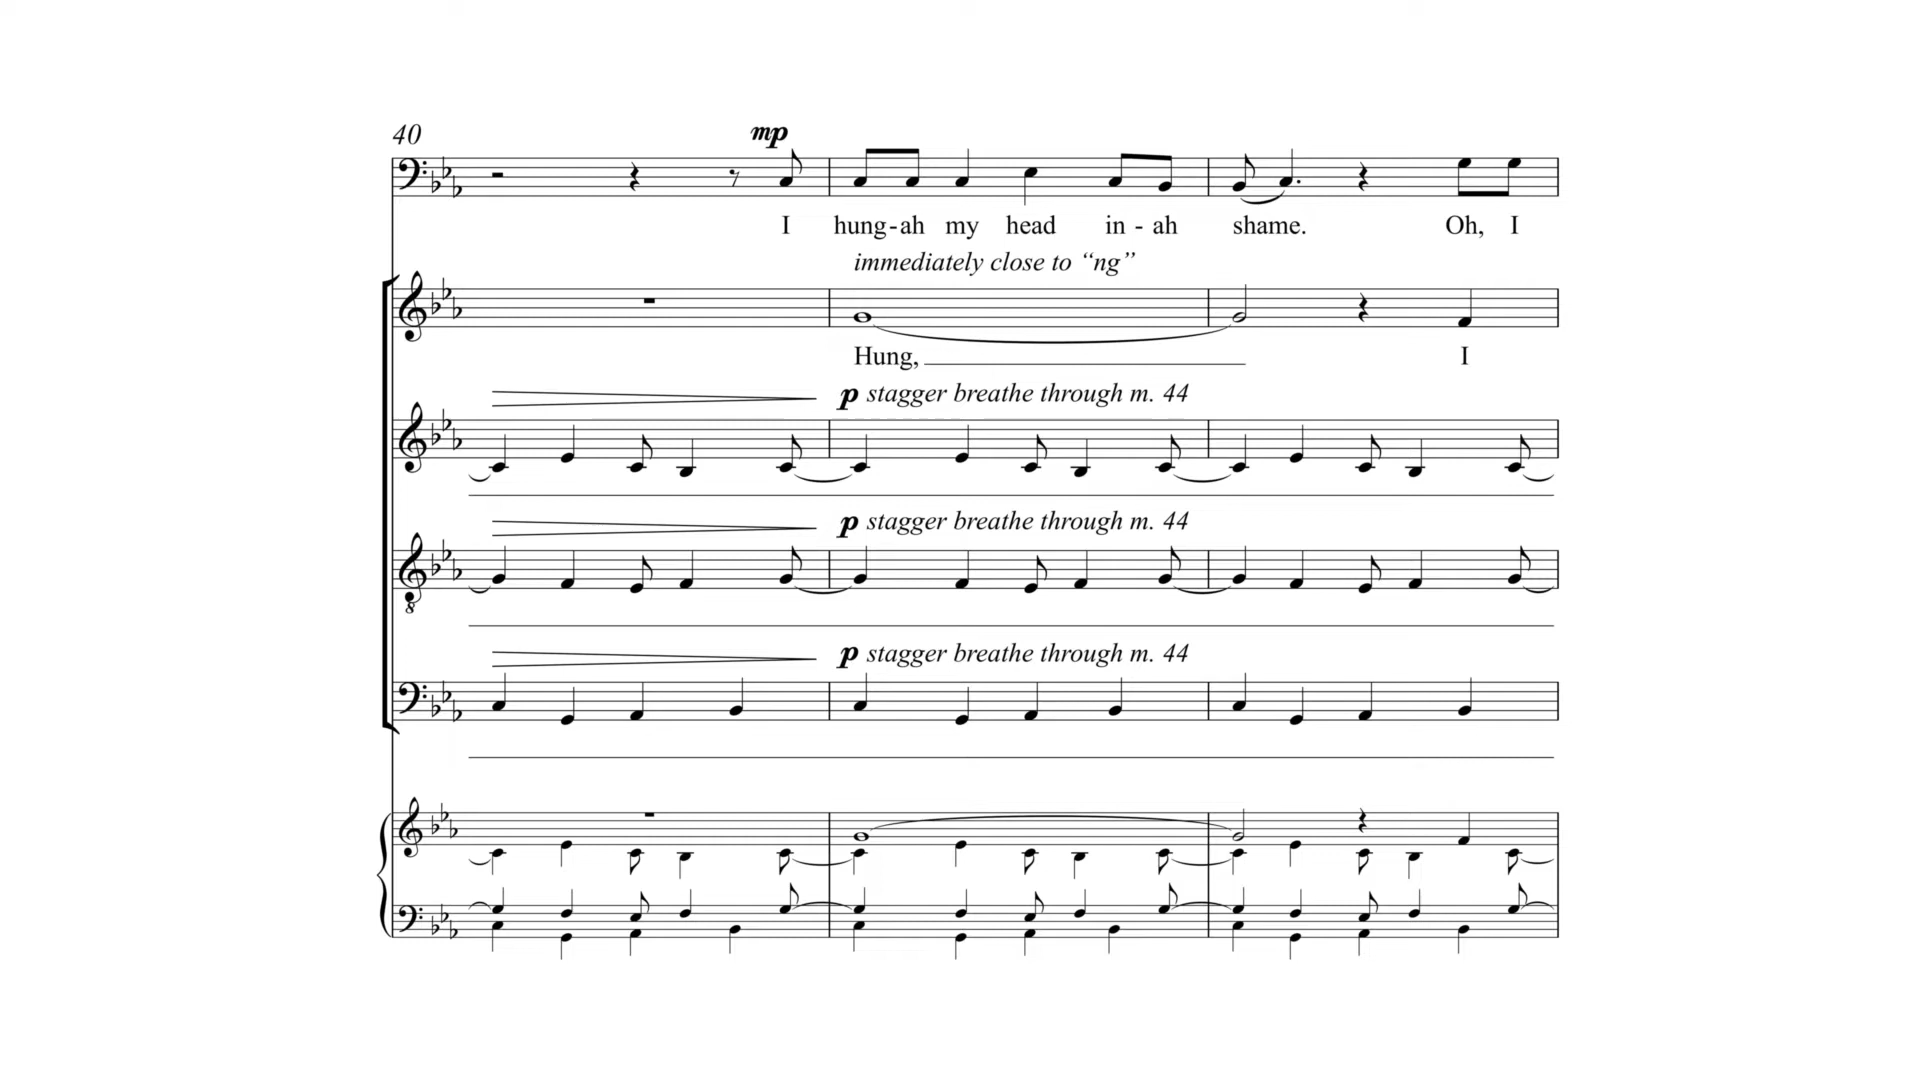 40
mp
I hung-ah my head in - ah shame. Oh, I
immediately close to “ng”
Hung, I
p stagger breathe through m. 44
p stagger breathe through m. 44
p stagger breathe through m. 44